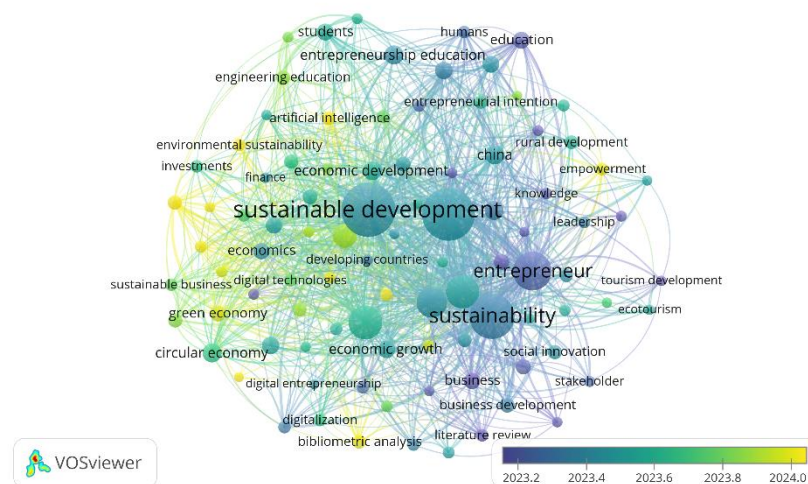 students
humans
education
entrepreneurship education
engineering education
entrepreneurial intention
artificial intelligence
environmental sustainability
rural development
china
investments
economic development
empowerment
finance
knowledge
sustainable development
leadership
economics
developing countries
entrepreneur
sustainable business
digital technologies
tourism development
green economy
sustainability
ecotourism
circular economy
economic growth
social innovation
digital entrepreneurship
business
stakeholder
business development
digitalization
bibliometric analysis
literature review
VOSviewer
2023.2 2023.4 2023.6 2023.8 2024.0